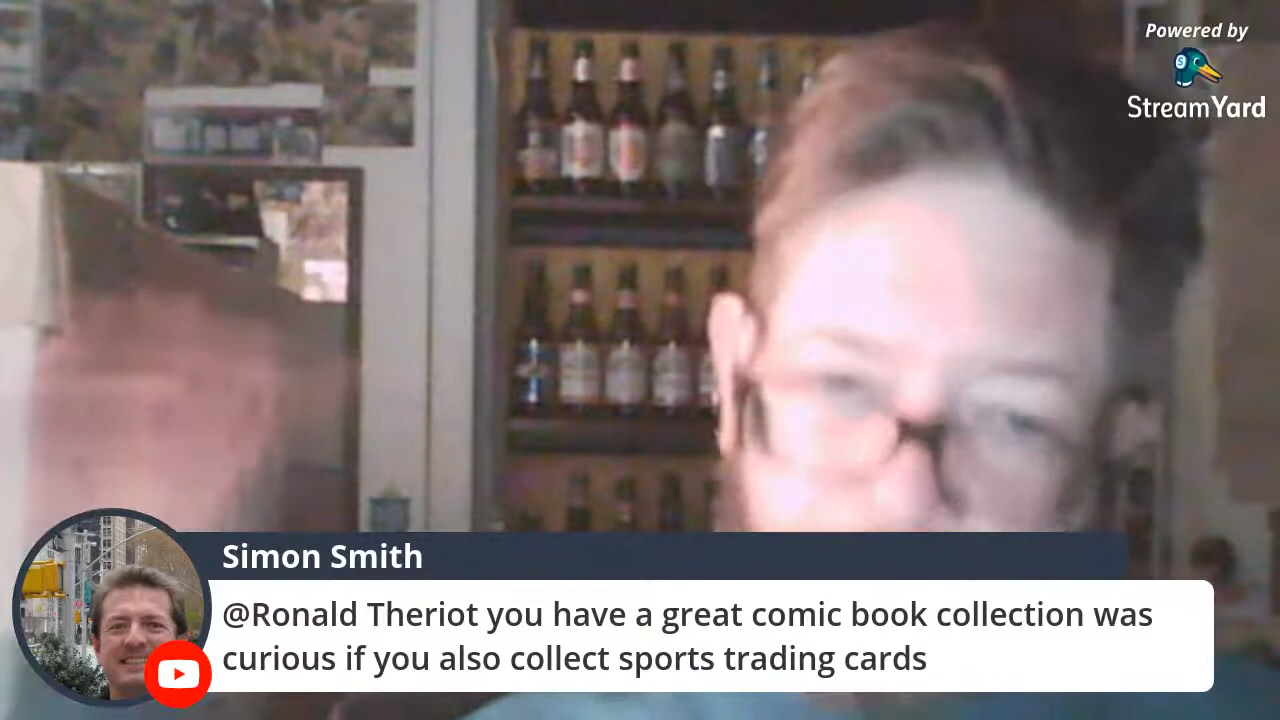 Powered by
StreamYard
Simon Smith
@Ronald Theriot you have a great comic book collection was
curious if you also collect sports trading cards